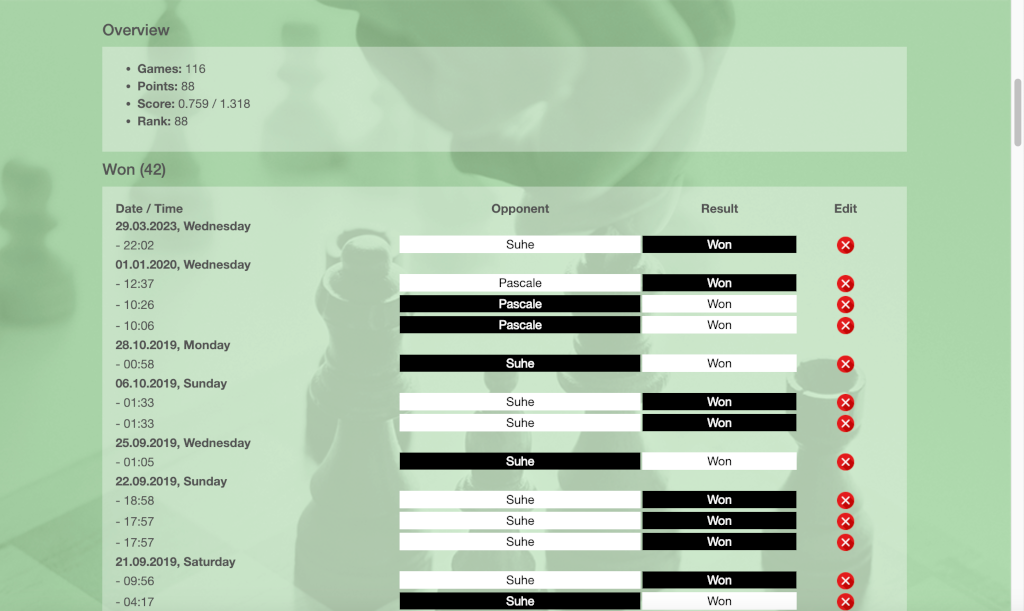 Overview
• Games: 116
• Points: 88
• Score: 0.759 / 1.318
• Rank: 88
Won (42)
Date / Time Opponent Result Edit
29.03.2023, Wednesday
- 22:02 Suhe Won
01.01.2020, Wednesday
- 12:37 Pascale Won
- 10:26 Pascale Won
- 10:06 Pascale Won
28.10.2019, Monday
- 00:58 Suhe Won
06.10.2019, Sunday
- 01:33 Suhe Won
- 01:33 Suhe Won
25.09.2019, Wednesday
- 01:05 Suhe Won
22.09.2019, Sunday
- 18:58 Suhe Won
- 17:57 Suhe Won
- 17:57 Suhe Won
21.09.2019, Saturday
- 09:56 Suhe Won
- 04:17 Suhe Won